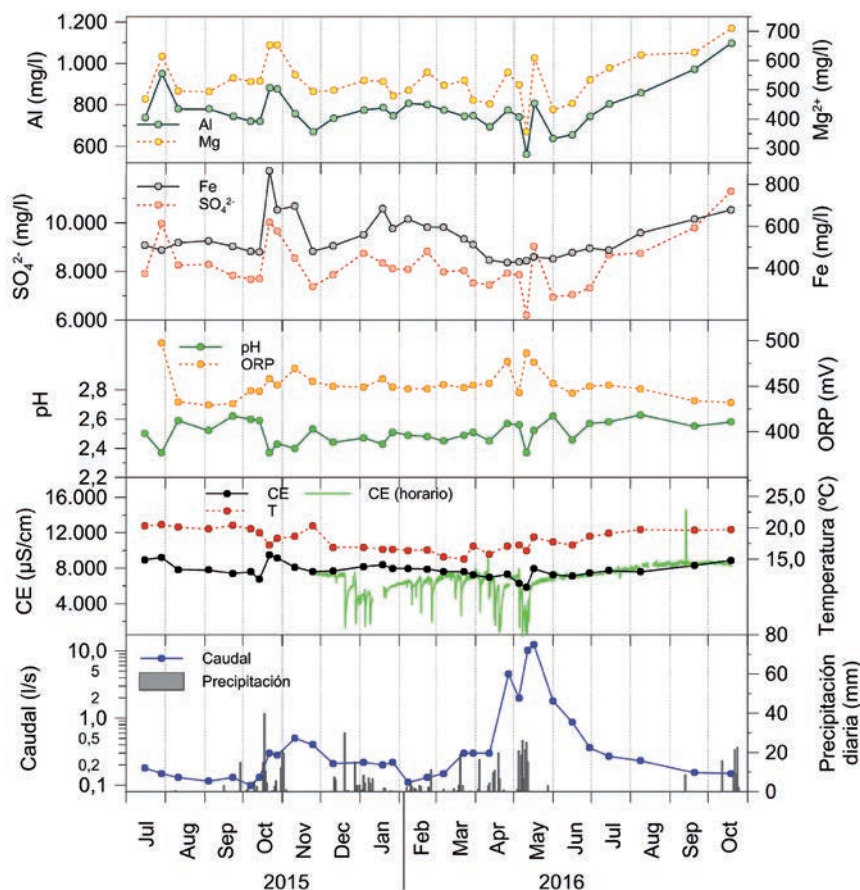 Al (mg/l)
1.200
1.000
800
600
Al
Mg
700
600
500
400
300
280
Mg²⁺ (mg/l)
SO₄²⁻ (mg/l)
10.000
8.000
6.000
Fe
SO₄²⁻
800
600
400
Fe (mg/l)
pH
2,8
2,6
2,4
2,2
pH
ORP
500
450
400
ORP (mV)
CE (µS/cm)
16.000
12.000
8.000
4.000
CE
T
CE (horario)
25,0
20,0
15,0
Temperatura (ºC)
Caudal (l/s)
10,0
5
2
1,0
0,5
0,2
0,1
Caudal
Precipitación
80
60
40
20
0
Precipitación
diaria (mm)
Jul Aug Sep Oct Nov Dec Jan Feb Mar Apr May Jun Jul Aug Sep Oct
2015 2016